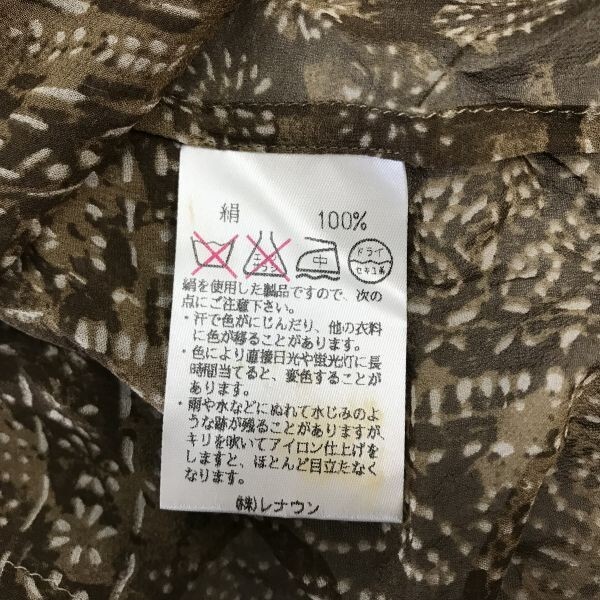 絹 100%
エンソ 中 ドライ セキユ系
絹を使用した製品ですので、次の
点にご注意下さい。
・汗で色がにじんだり、他の衣料
に色が移ることがあります。
・色により直接日光や蛍光灯に長
時間当てると、変色することが
あります。
・雨や水などにぬれて水じみのよ
うな跡が残ることがありますが、
キリを吹いてアイロン仕上げを
しますと、ほとんど目立たなく
なります。
(株)レナウン